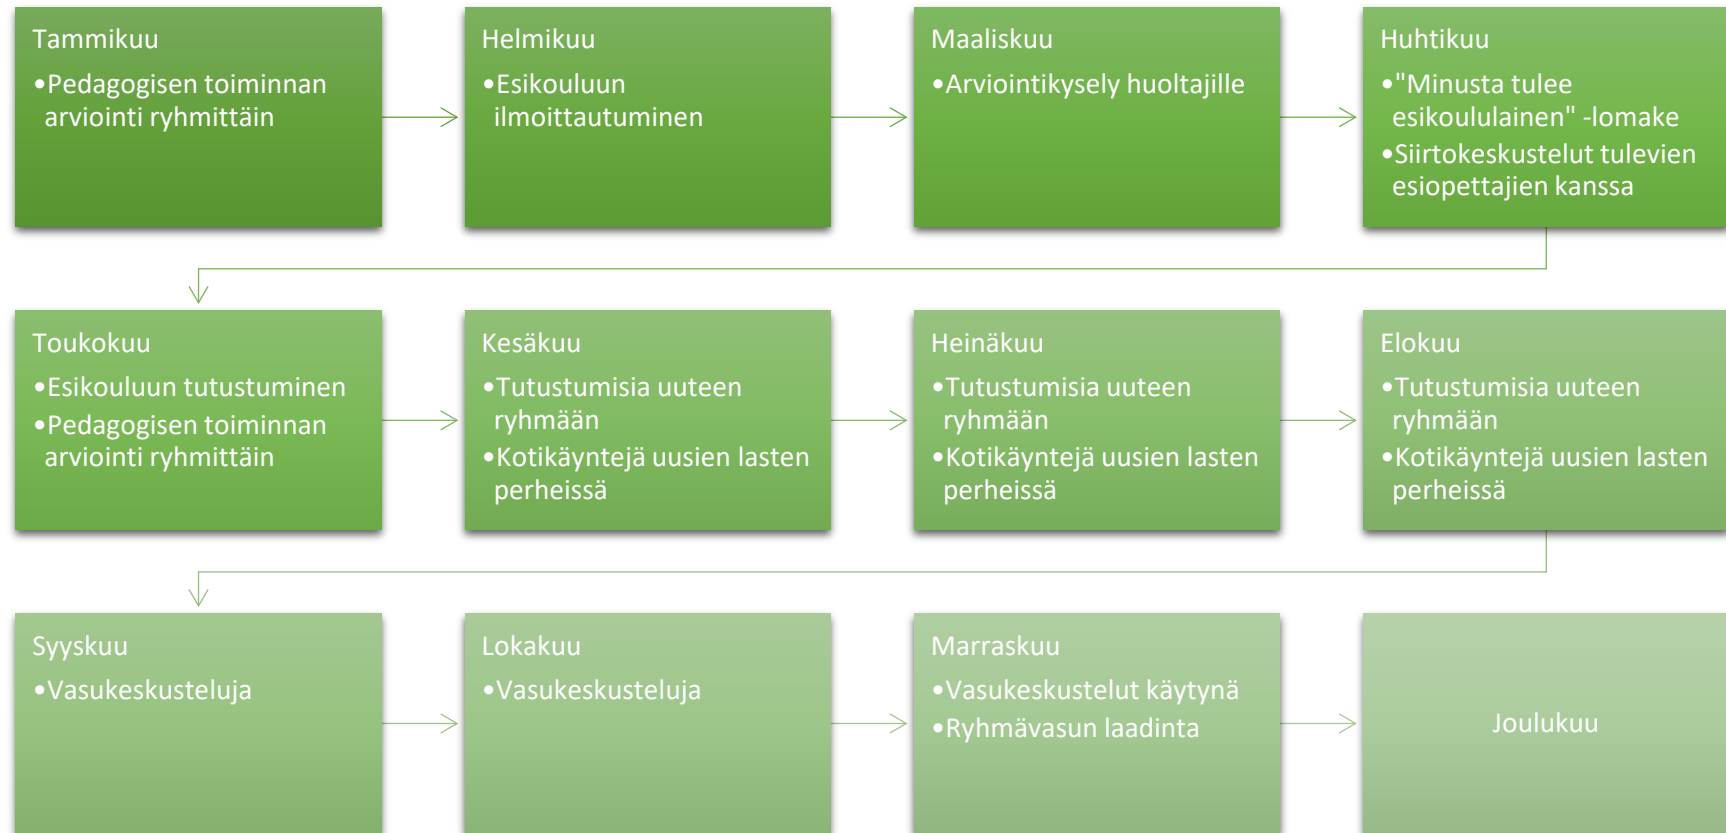 Tammikuu
•Pedagogisen toiminnan
arviointi ryhmittäin
Helmikuu
•Esikouluun
ilmoittautuminen
Maaliskuu
•Arviointikysely huoltajille
Huhtikuu
•"Minusta tulee
esikoululainen" -lomake
•Siirtokeskustelut tulevien
esiopettajien kanssa
Toukokuu
•Esikouluun tutustuminen
•Pedagogisen toiminnan
arviointi ryhmittäin
Kesäkuu
•Tutustumisia uuteen
ryhmään
•Kotikäyntejä uusien lasten
perheissä
Heinäkuu
•Tutustumisia uuteen
ryhmään
•Kotikäyntejä uusien lasten
perheissä
Elokuu
•Tutustumisia uuteen
ryhmään
•Kotikäyntejä uusien lasten
perheissä
Syyskuu
•Vasukeskusteluja
Lokakuu
•Vasukeskusteluja
Marraskuu
•Vasukeskustelut käytynä
•Ryhmävasun laadinta
Joulukuu